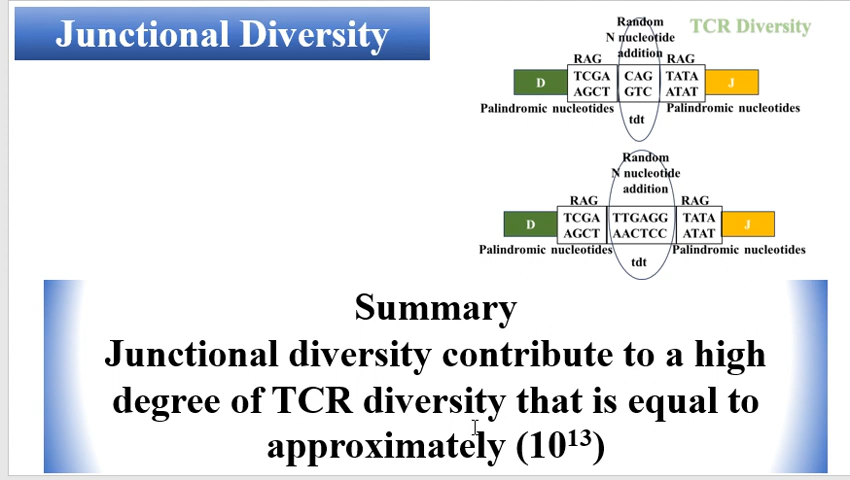 Junctional Diversity
TCR Diversity
Random
N nucleotide
addition
RAG
RAG
D
TCGA
AGCT
CAG
GTC
TATA
ATAT
J
Palindromic nucleotides
Palindromic nucleotides
tdt
Random
N nucleotide
addition
RAG
RAG
D
TCGA
AGCT
TTGAGG
AACTCC
TATA
ATAT
J
Palindromic nucleotides
Palindromic nucleotides
tdt
Summary
Junctional diversity contribute to a high
degree of TCR diversity that is equal to
approximately (10¹³)